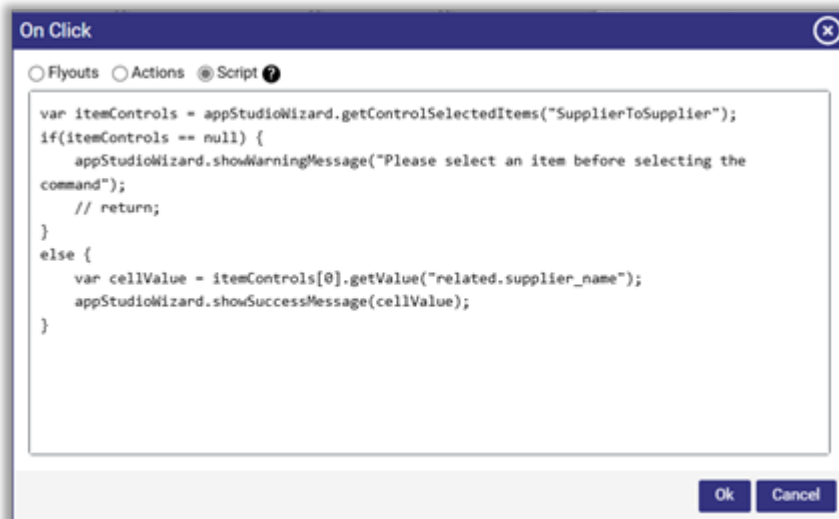 On Click
Flyouts Actions Script ?
var itemControls = appStudioWizard.getControlSelectedItems("SupplierToSupplier");
if(itemControls == null) {
    appStudioWizard.showWarningMessage("Please select an item before selecting the
command");
    // return;
}
else {
    var cellValue = itemControls[0].getValue("related.supplier_name");
    appStudioWizard.showSuccessMessage(cellValue);
}
Ok Cancel